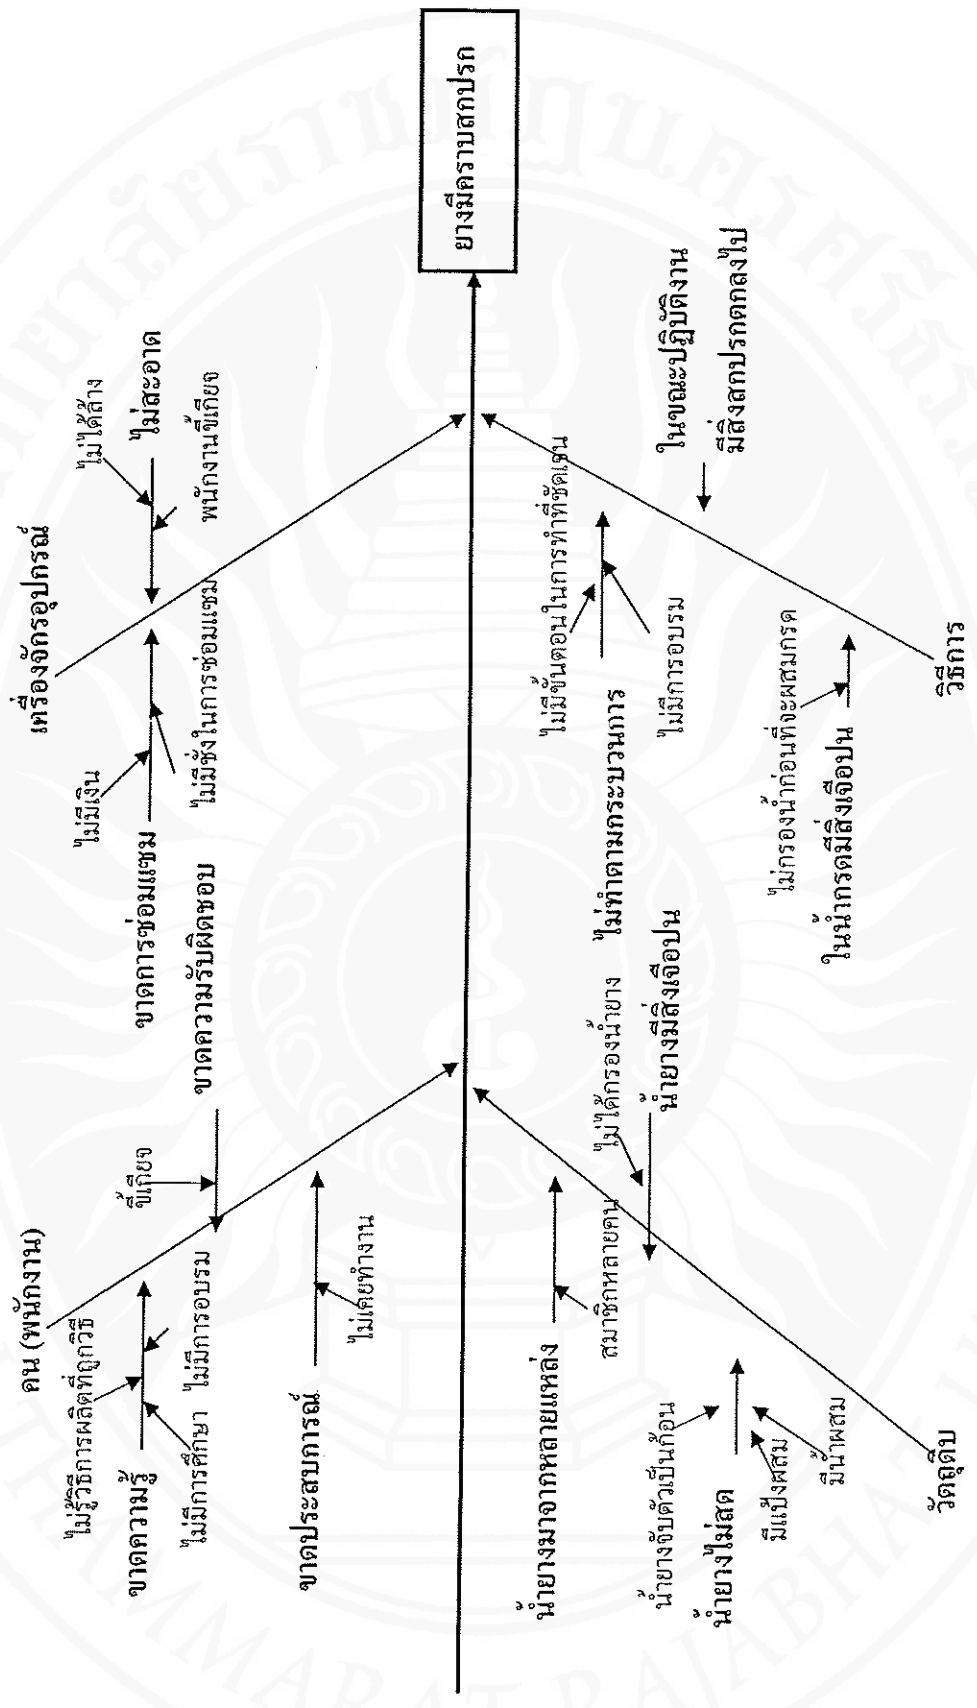 คน (พนักงาน)
ไม่รู้วิธีการผลิตที่ถูกวิธี
ขาดความรู้
ไม่มีการศึกษา
ไม่มีการอบรม
ขี้เกียจ
ขาดความรับผิดชอบ
ขาดประสบการณ์
ไม่เคยทำงาน
เครื่องจักรอุปกรณ์
ไม่มีเงิน
ขาดการซ่อมแซม
ไม่มีช่างในการซ่อมแซม
ไม่ได้ล้าง
ไม่สะอาด
พนักงานขี้เกียจ
ยางมีคราบสกปรก
น้ำยางมาจากหลายแหล่ง
สมาชิกหลายคน
ไม่ได้กรองน้ำยาง
น้ำยางมีสิ่งเจือปน
น้ำยางจับตัวเป็นก้อน
น้ำยางไม่สด
มีแป้งผสม
มีน้ำผสม
วัตถุดิบ
ไม่มีขั้นตอนในการทำที่ชัดเจน
ไม่ทำตามกระบวนการ
ไม่มีการอบรม
ในขณะปฏิบัติงาน
มีสิ่งสกปรกตกลงไป
ไม่กรองน้ำก่อนที่จะผสมกรด
ในน้ำกรดมีสิ่งเจือปน
วิธีการ